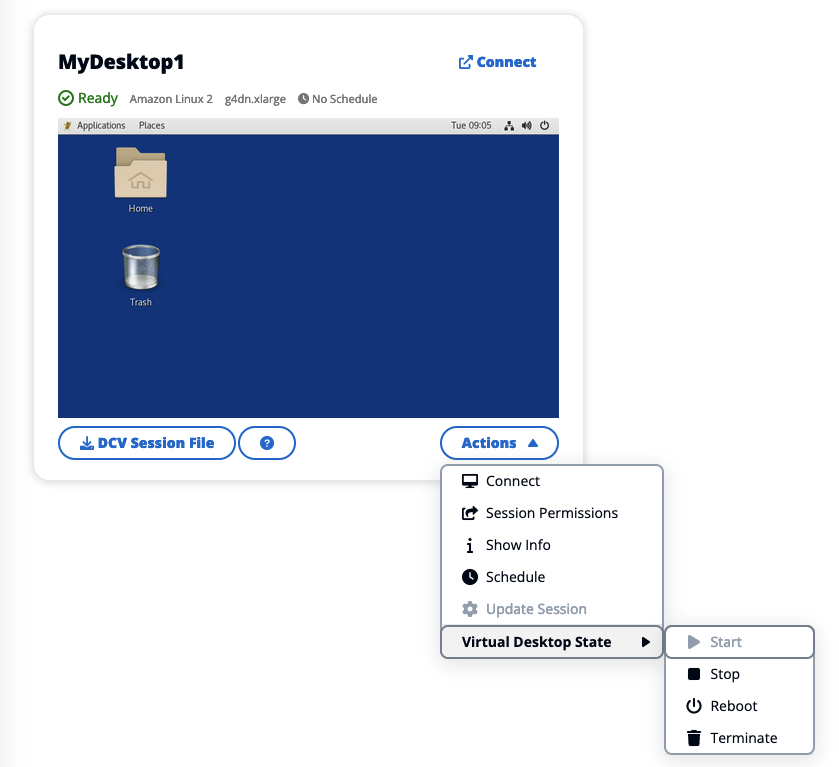 MyDesktop1
Connect
Ready Amazon Linux 2 g4dn.xlarge No Schedule
Applications Places Tue 09:05
Home
Trash
DCV Session File ? Actions
Connect
Session Permissions
Show Info
Schedule
Update Session
Virtual Desktop State
Start
Stop
Reboot
Terminate